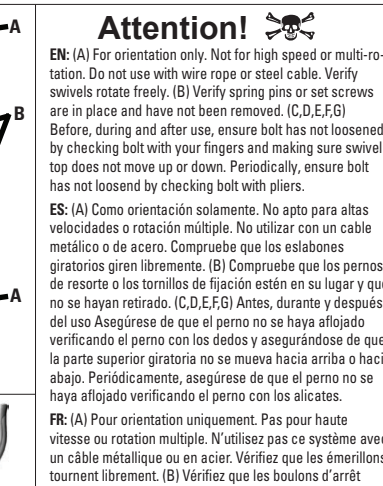 A
B
A
Attention!
EN: (A) For orientation only. Not for high speed or multi-ro-
tation. Do not use with wire rope or steel cable. Verify
swivels rotate freely. (B) Verify spring pins or set screws
are in place and have not been removed. (C,D,E,F,G)
Before, during and after use, ensure bolt has not loosened
by checking bolt with your fingers and making sure swivel
top does not move up or down. Periodically, ensure bolt
has not loosend by checking bolt with pliers.
ES: (A) Como orientación solamente. No apto para altas
velocidades o rotación múltiple. No utilizar con un cable
metálico o de acero. Compruebe que los eslabones
giratorios giren libremente. (B) Compruebe que los pernos
de resorte o los tornillos de fijación estén en su lugar y que
no se hayan retirado. (C,D,E,F,G) Antes, durante y después
del uso Asegúrese de que el perno no se haya aflojado
verificando el perno con los dedos y asegurándose de que
la parte superior giratoria no se mueva hacia arriba o haci
abajo. Periódicamente, asegúrese de que el perno no se
haya aflojado verificando el perno con los alicates.
FR: (A) Pour orientation uniquement. Pas pour haute
vitesse ou rotation multiple. N'utilisez pas ce système avec
un câble métallique ou en acier. Vérifiez que les émerillons
tournent librement. (B) Vérifiez que les boulons d'arrêt